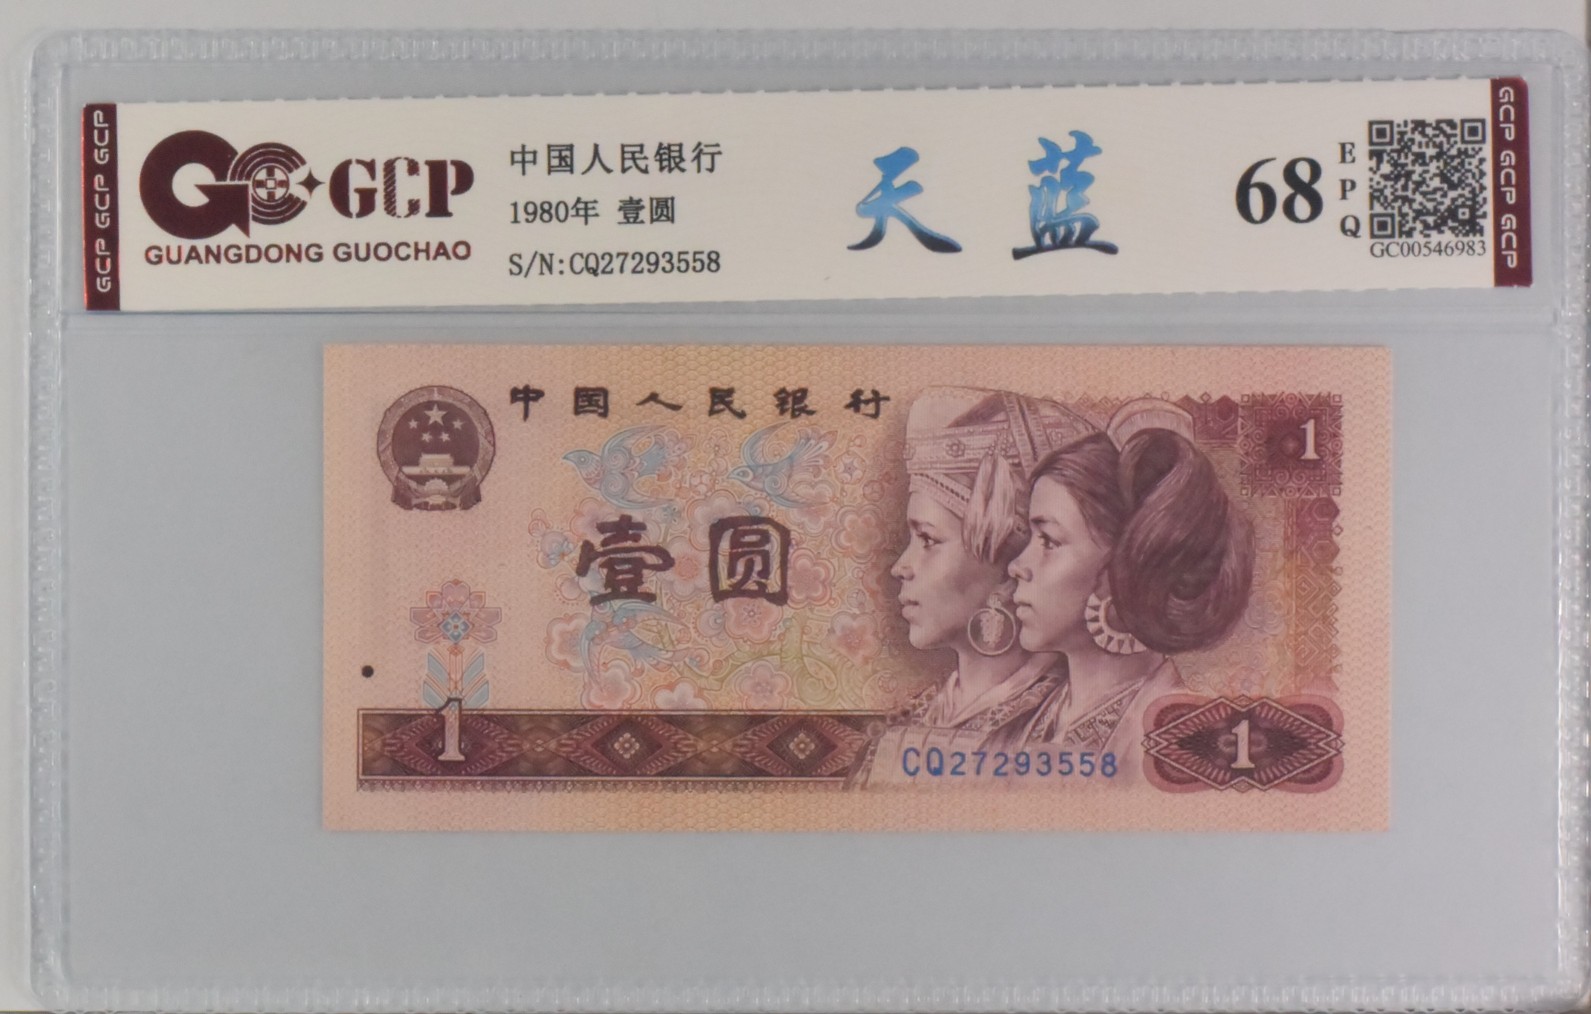 GCP GCP GCP
GCP
GUANGDONG GUOCHAO
中国人民银行
1980年 壹圆
S/N:CQ27293558
天蓝
68
EPQ
GC00546983
GCP GCP GCP
中国人民银行
1
壹圆
1
CQ27293558
1